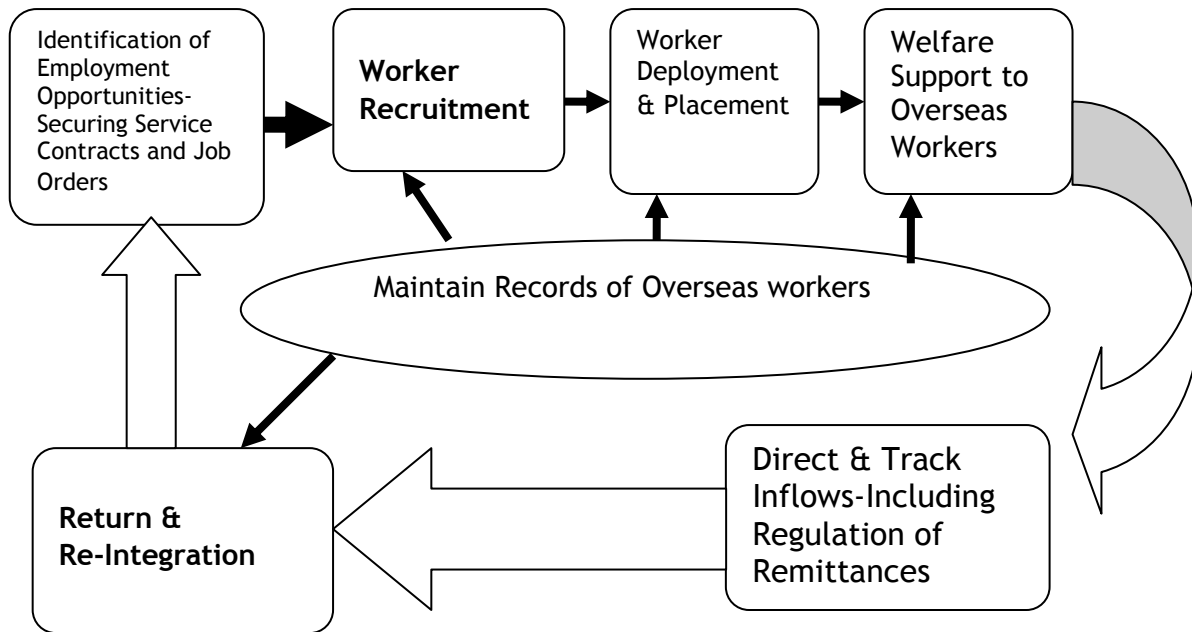 Identification of
Employment
Opportunities-
Securing Service
Contracts and Job
Orders
Worker
Recruitment
Worker
Deployment
& Placement
Welfare
Support to
Overseas
Workers
Maintain Records of Overseas workers
Return &
Re-Integration
Direct & Track
Inflows-Including
Regulation of
Remittances